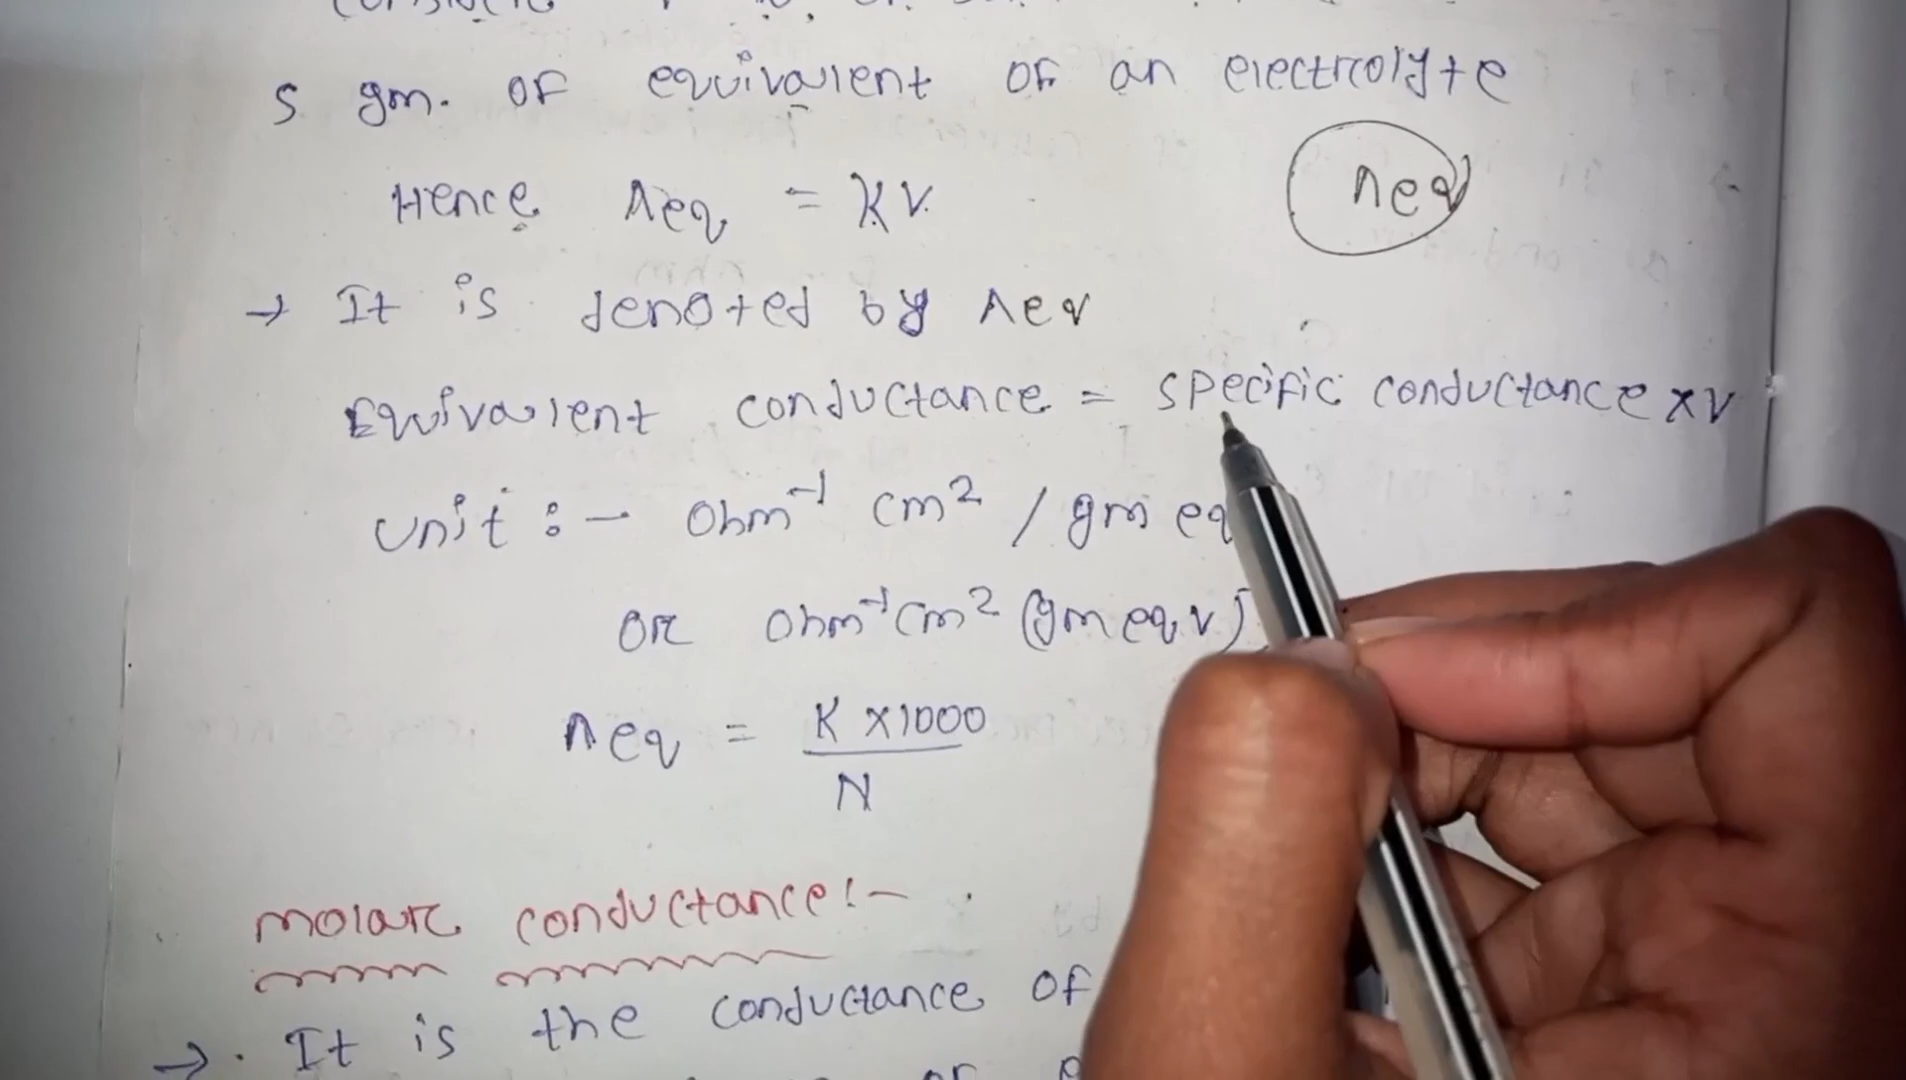 S gm. of equivalent of an electrolyte
Hence Λeq = KV.
Λeq
→ It is denoted by Λev
Equivalent conductance = specific conductance x V
Unit :- Ohm⁻¹ cm² / gm eq
or Ohm⁻¹ cm² (gm eqv)
Λeq = K x1000
N
molar conductance :-
→ . It is the conductance of